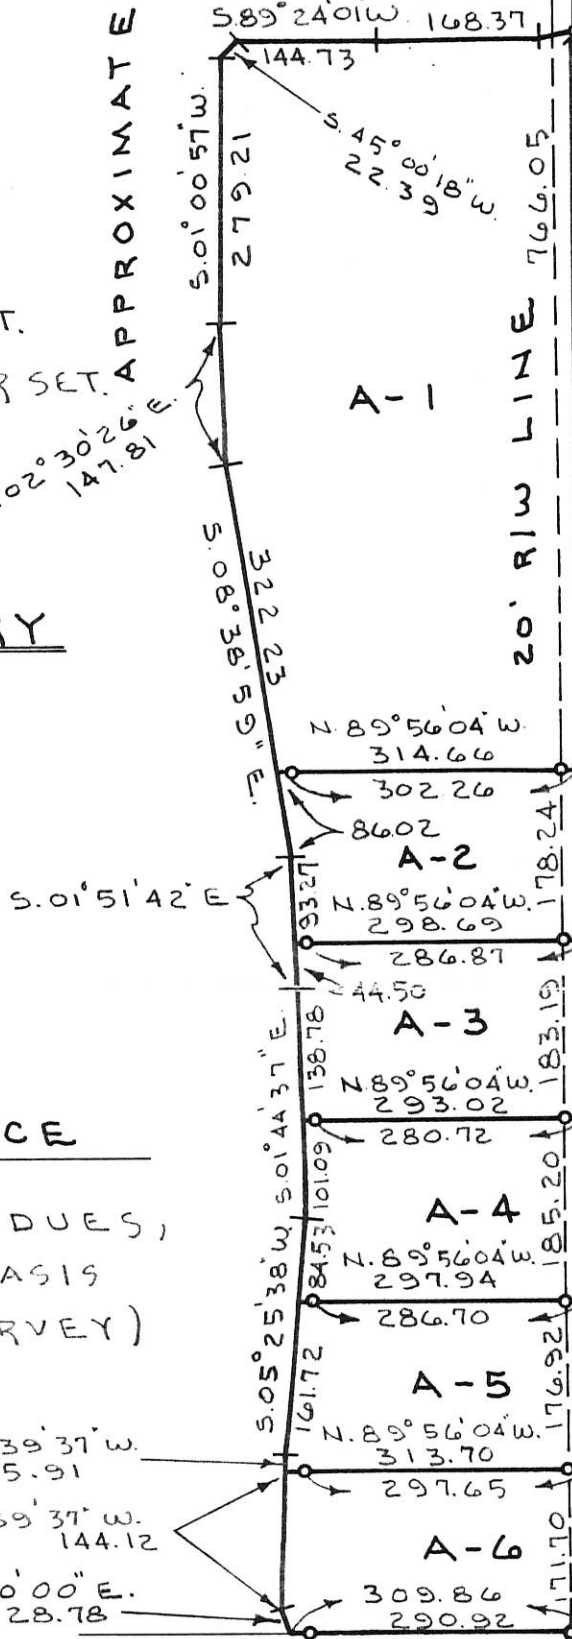 S.89°24'01"W. 168.37
144.73
S.45°00'18"W.
22.39
APPROXIMATE
S.01°00'57"W.
279.21
T.
R SET.
.02°30'26"E.
147.81
A-1
20' R/W LINE 766.05
S.08°38'59"E.
322.23
Y
N.89°56'04"W.
314.66
302.26
86.02
A-2
178.24
S.01°51'42"E
93.27
N.89°56'04"W.
298.69
286.87
44.50
A-3
183.19
S.01°44'37"E.
138.78
N.89°56'04"W.
293.02
280.72
CE
101.09
A-4
185.20
DUES,
ASIS
RVEY)
S.05°25'38"W.
84.53
N.89°56'04"W.
297.94
286.70
161.72
A-5
176.92
39'37"W.
5.91
N.89°56'04"W.
313.70
297.65
39'37"W.
144.12
A-6
171.70
0'00"E.
28.78
309.86
290.92